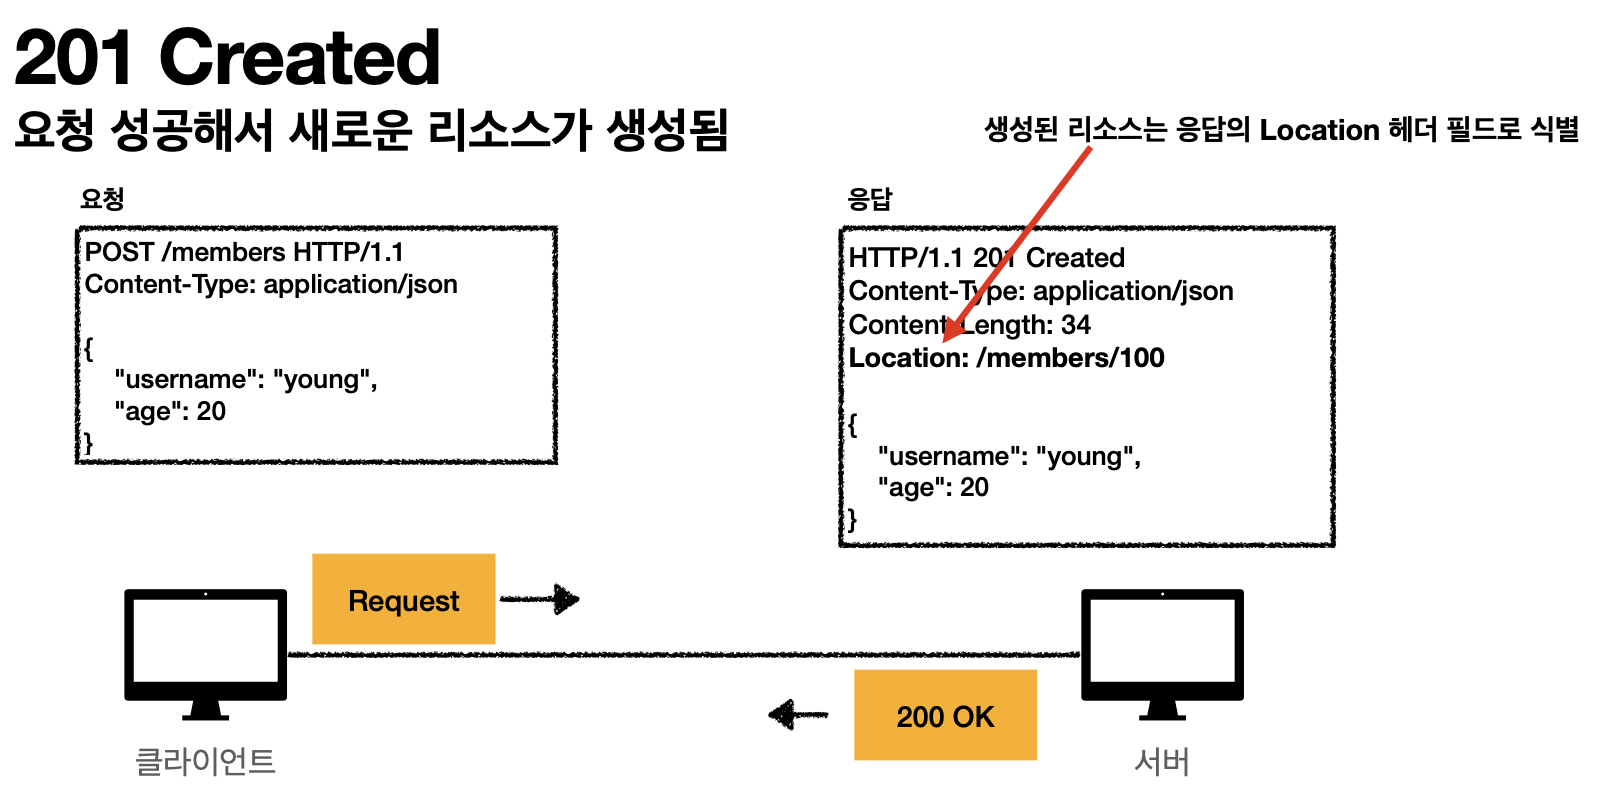 201 Created
요청 성공해서 새로운 리소스가 생성됨
생성된 리소스는 응답의 Location 헤더 필드로 식별
요청
POST /members HTTP/1.1
Content-Type: application/json
{
"username": "young",
"age": 20
}
응답
HTTP/1.1 201 Created
Content-Type: application/json
Content-Length: 34
Location: /members/100
{
"username": "young",
"age": 20
}
Request
200 OK
클라이언트
서버